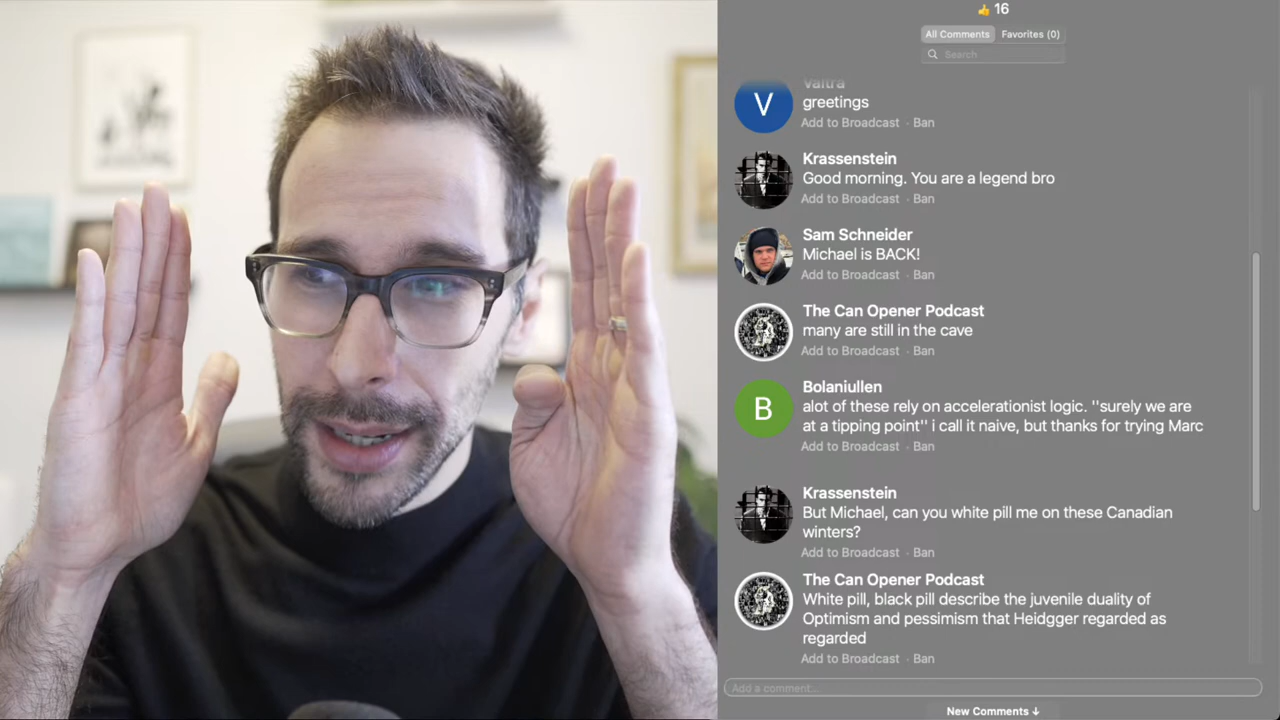 👍 16
All Comments Favorites (0)
Search
Valtra
V
greetings
Add to Broadcast · Ban
Krassenstein
Good morning. You are a legend bro
Add to Broadcast · Ban
Sam Schneider
Michael is BACK!
Add to Broadcast · Ban
The Can Opener Podcast
many are still in the cave
Add to Broadcast · Ban
Bolaniullen
B
alot of these rely on accelerationist logic. "surely we are
at a tipping point" i call it naive, but thanks for trying Marc
Add to Broadcast · Ban
Krassenstein
But Michael, can you white pill me on these Canadian
winters?
Add to Broadcast · Ban
The Can Opener Podcast
White pill, black pill describe the juvenile duality of
Optimism and pessimism that Heidgger regarded as
regarded
Add to Broadcast · Ban
Add a comment...
New Comments ↓